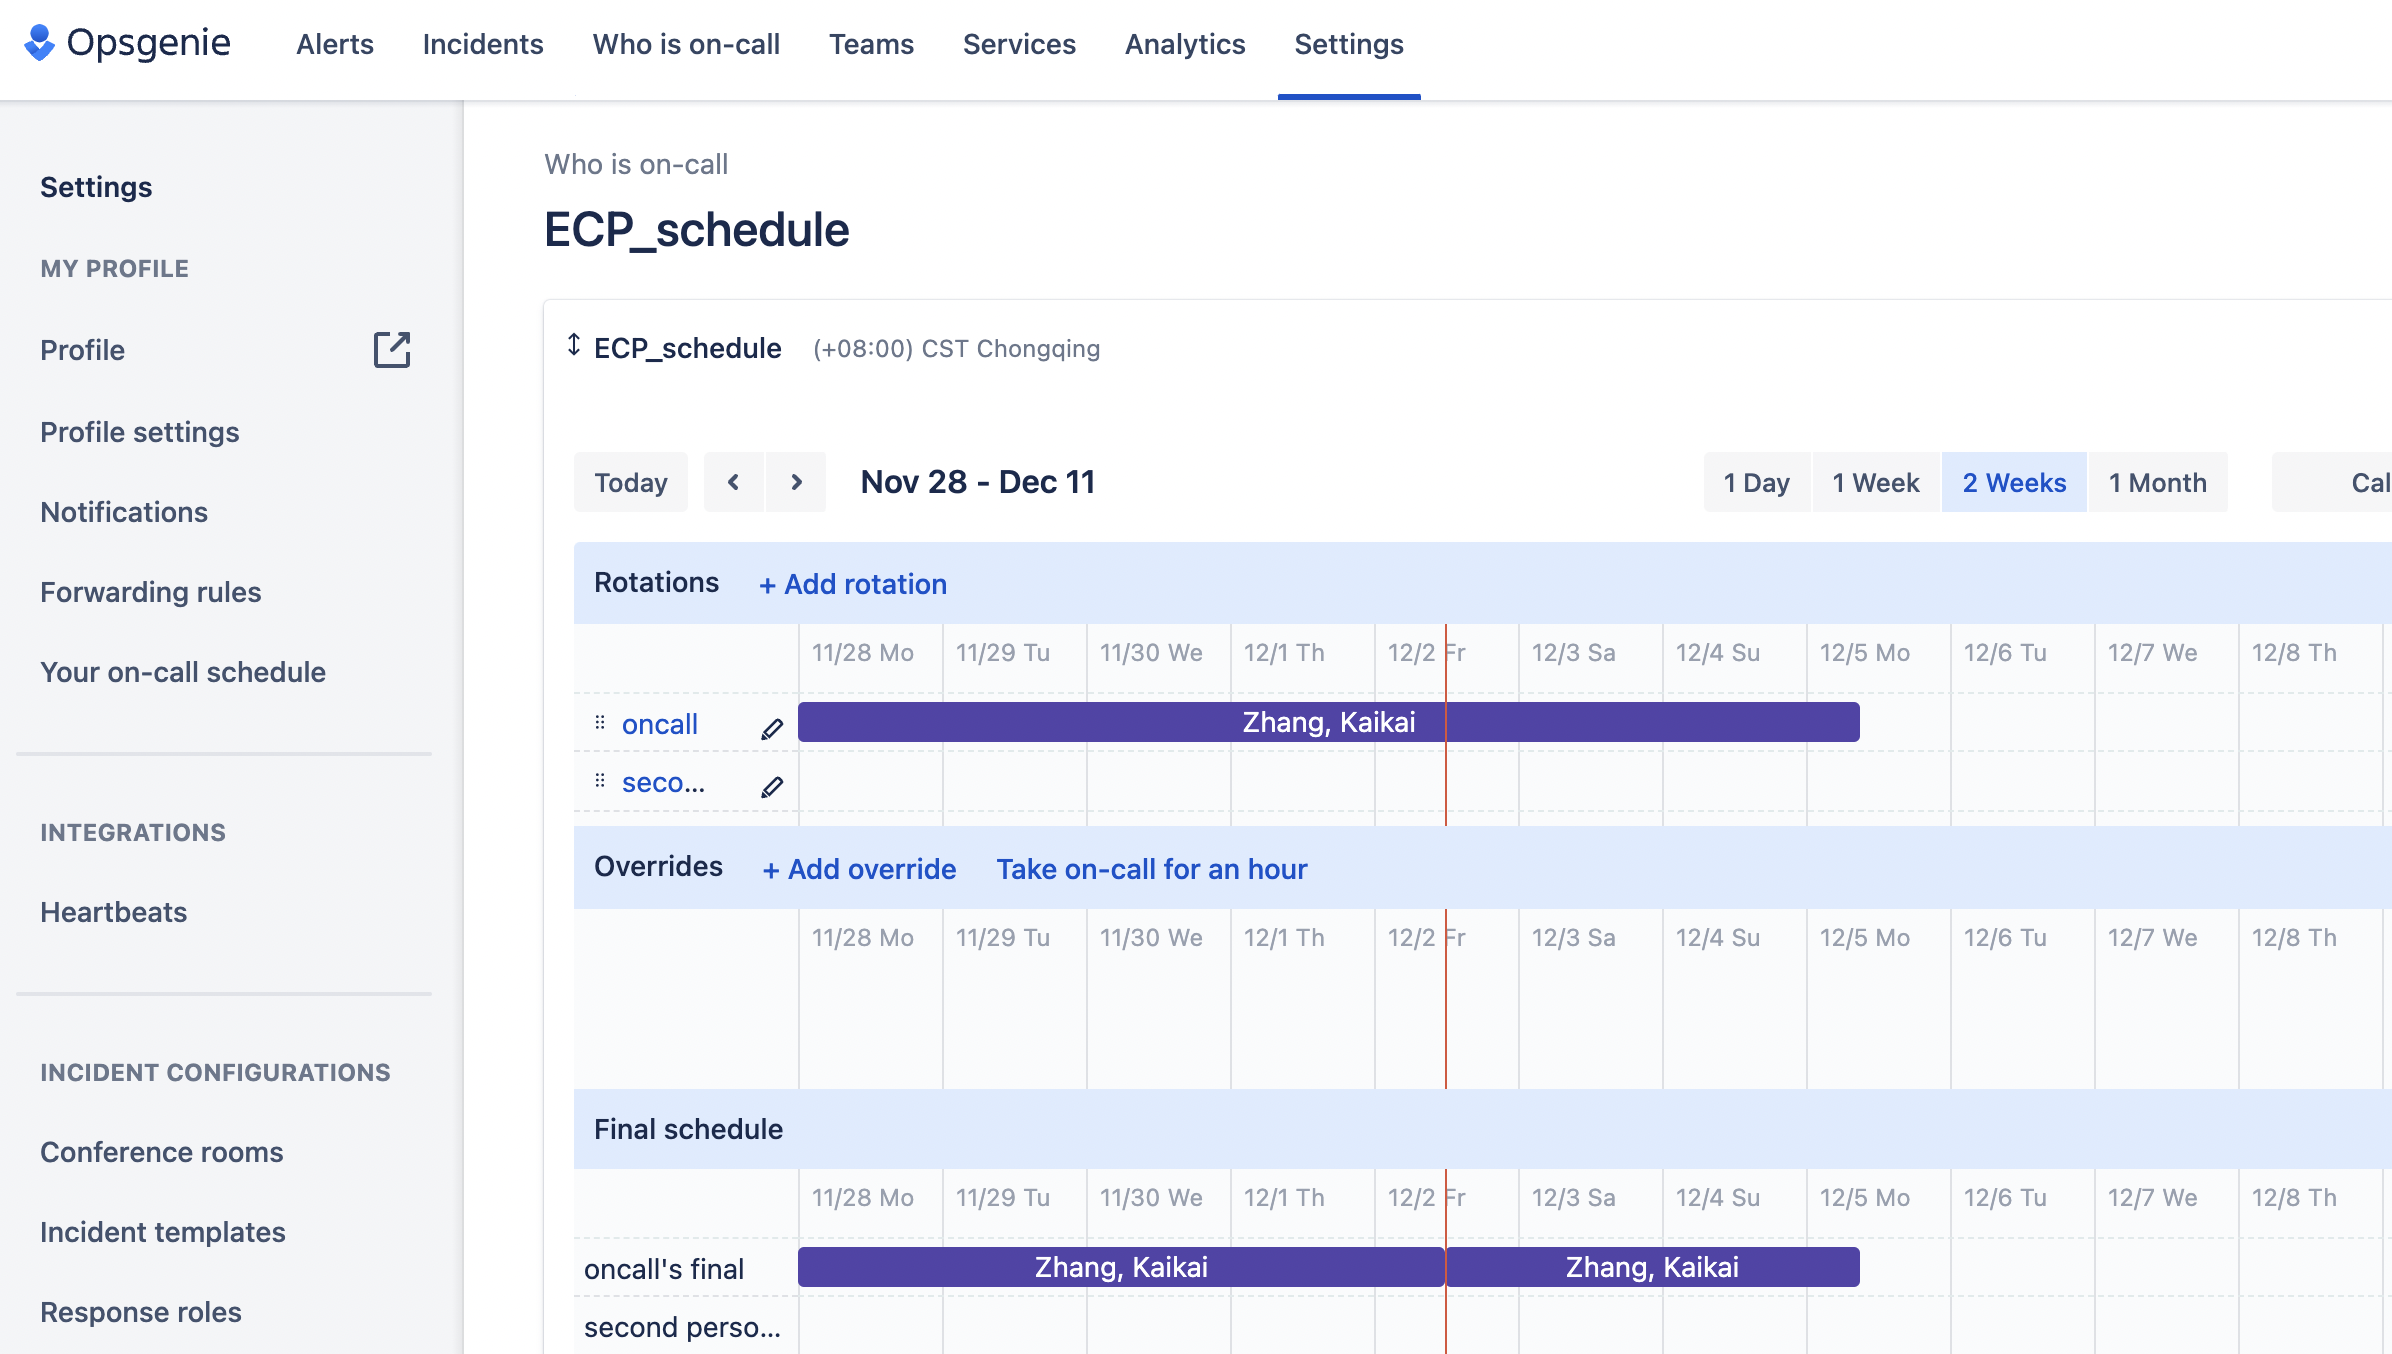 Opsgenie Alerts Incidents Who is on-call Teams Services Analytics Settings
Settings
MY PROFILE
Profile
Profile settings
Notifications
Forwarding rules
Your on-call schedule
INTEGRATIONS
Heartbeats
INCIDENT CONFIGURATIONS
Conference rooms
Incident templates
Response roles
Who is on-call
ECP_schedule
ECP_schedule (+08:00) CST Chongqing
Today Nov 28 - Dec 11 1 Day 1 Week 2 Weeks 1 Month Cal
Rotations + Add rotation
11/28 Mo 11/29 Tu 11/30 We 12/1 Th 12/2 Fr 12/3 Sa 12/4 Su 12/5 Mo 12/6 Tu 12/7 We 12/8 Th
oncall Zhang, Kaikai
seco...
Overrides + Add override Take on-call for an hour
11/28 Mo 11/29 Tu 11/30 We 12/1 Th 12/2 Fr 12/3 Sa 12/4 Su 12/5 Mo 12/6 Tu 12/7 We 12/8 Th
Final schedule
11/28 Mo 11/29 Tu 11/30 We 12/1 Th 12/2 Fr 12/3 Sa 12/4 Su 12/5 Mo 12/6 Tu 12/7 We 12/8 Th
oncall's final Zhang, Kaikai Zhang, Kaikai
second perso...